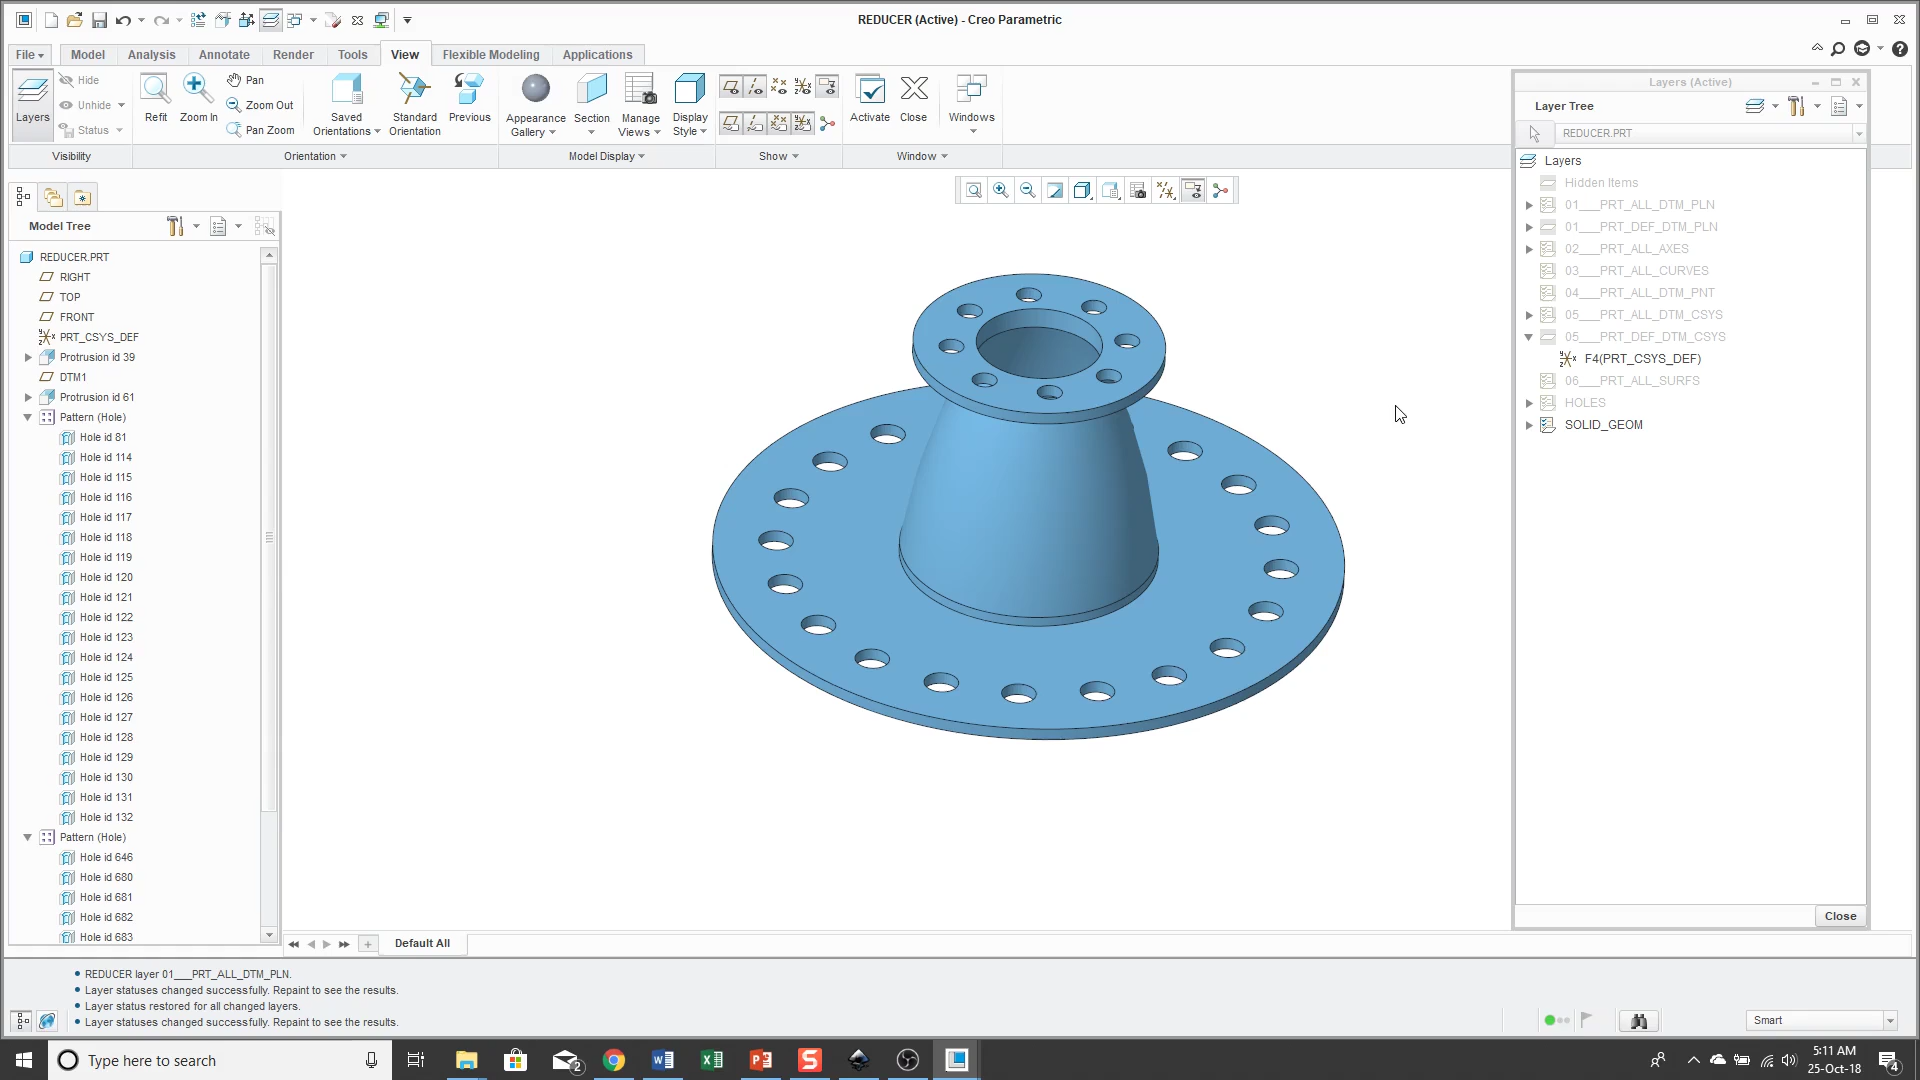 REDUCER (Active) - Creo Parametric
File Model Analysis Annotate Render Tools View Flexible Modeling Applications
Layers
Hide
Unhide
Status
Visibility
Refit
Zoom In
Pan
Zoom Out
Pan Zoom
Saved
Orientations
Standard
Orientation
Previous
Orientation
Appearance
Gallery
Section
Manage
Views
Display
Style
Model Display
Show
Activate
Close
Windows
Window
Model Tree
REDUCER.PRT
RIGHT
TOP
FRONT
PRT_CSYS_DEF
Protrusion id 39
DTM1
Protrusion id 61
Pattern (Hole)
Hole id 81
Hole id 114
Hole id 115
Hole id 116
Hole id 117
Hole id 118
Hole id 119
Hole id 120
Hole id 121
Hole id 122
Hole id 123
Hole id 124
Hole id 125
Hole id 126
Hole id 127
Hole id 128
Hole id 129
Hole id 130
Hole id 131
Hole id 132
Pattern (Hole)
Hole id 646
Hole id 680
Hole id 681
Hole id 682
Hole id 683
Layers (Active)
Layer Tree
REDUCER.PRT
Layers
Hidden Items
01___PRT_ALL_DTM_PLN
01___PRT_DEF_DTM_PLN
02___PRT_ALL_AXES
03___PRT_ALL_CURVES
04___PRT_ALL_DTM_PNT
05___PRT_ALL_DTM_CSYS
05___PRT_DEF_DTM_CSYS
F4(PRT_CSYS_DEF)
06___PRT_ALL_SURFS
HOLES
SOLID_GEOM
Close
Default All
REDUCER layer 01___PRT_ALL_DTM_PLN.
Layer statuses changed successfully. Repaint to see the results.
Layer status restored for all changed layers.
Layer statuses changed successfully. Repaint to see the results.
Smart
Type here to search
2
5:11 AM
25-Oct-18
4